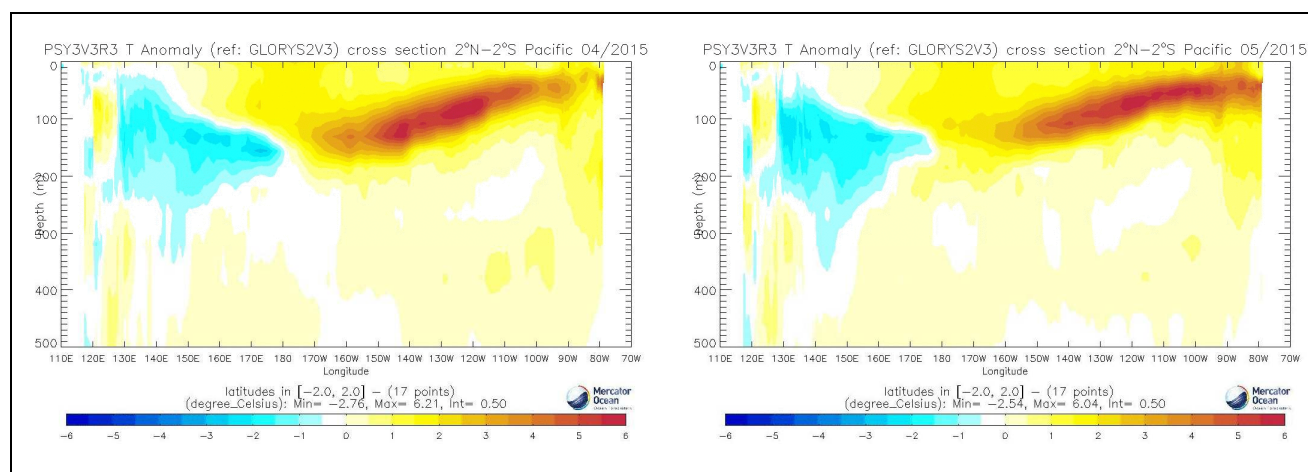 PSY3V3R3 T Anomaly (ref: GLORYS2V3) cross section 2°N-2°S Pacific 04/2015
0
100
200
depth (m)
300
400
500
110E 120E 130E 140E 150E 160E 170E 180 170W 160W 150W 140W 130W 120W 110W 100W 90W 80W 70W
Longitude
latitudes in [-2.0, 2.0] - (17 points)
(degree_Celsius): Min= -2.76, Max= 6.21, Int= 0.50
Mercator
Ocean
-6 -5 -4 -3 -2 -1 0 1 2 3 4 5 6
PSY3V3R3 T Anomaly (ref: GLORYS2V3) cross section 2°N-2°S Pacific 05/2015
0
100
200
depth (m)
300
400
500
110E 120E 130E 140E 150E 160E 170E 180 170W 160W 150W 140W 130W 120W 110W 100W 90W 80W 70W
Longitude
latitudes in [-2.0, 2.0] - (17 points)
(degree_Celsius): Min= -2.54, Max= 6.04, Int= 0.50
Mercator
Ocean
-6 -5 -4 -3 -2 -1 0 1 2 3 4 5 6